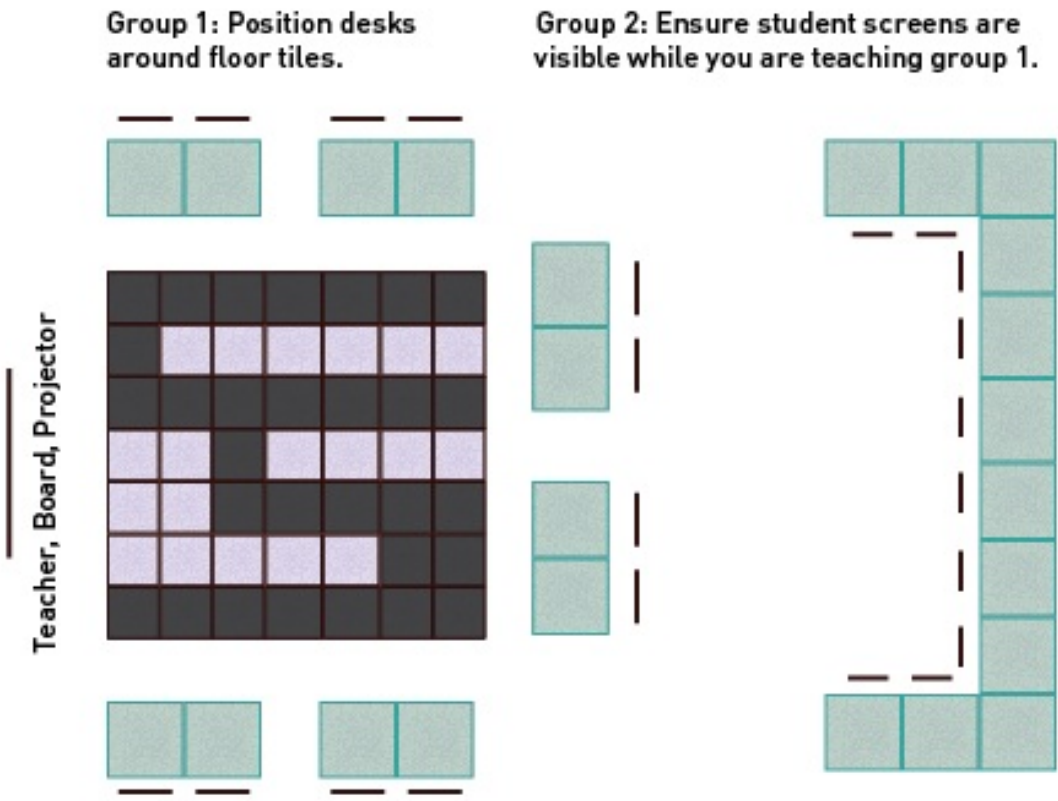 Group 1: Position desks
around floor tiles.
Group 2: Ensure student screens are
visible while you are teaching group 1.
Teacher, Board, Projector